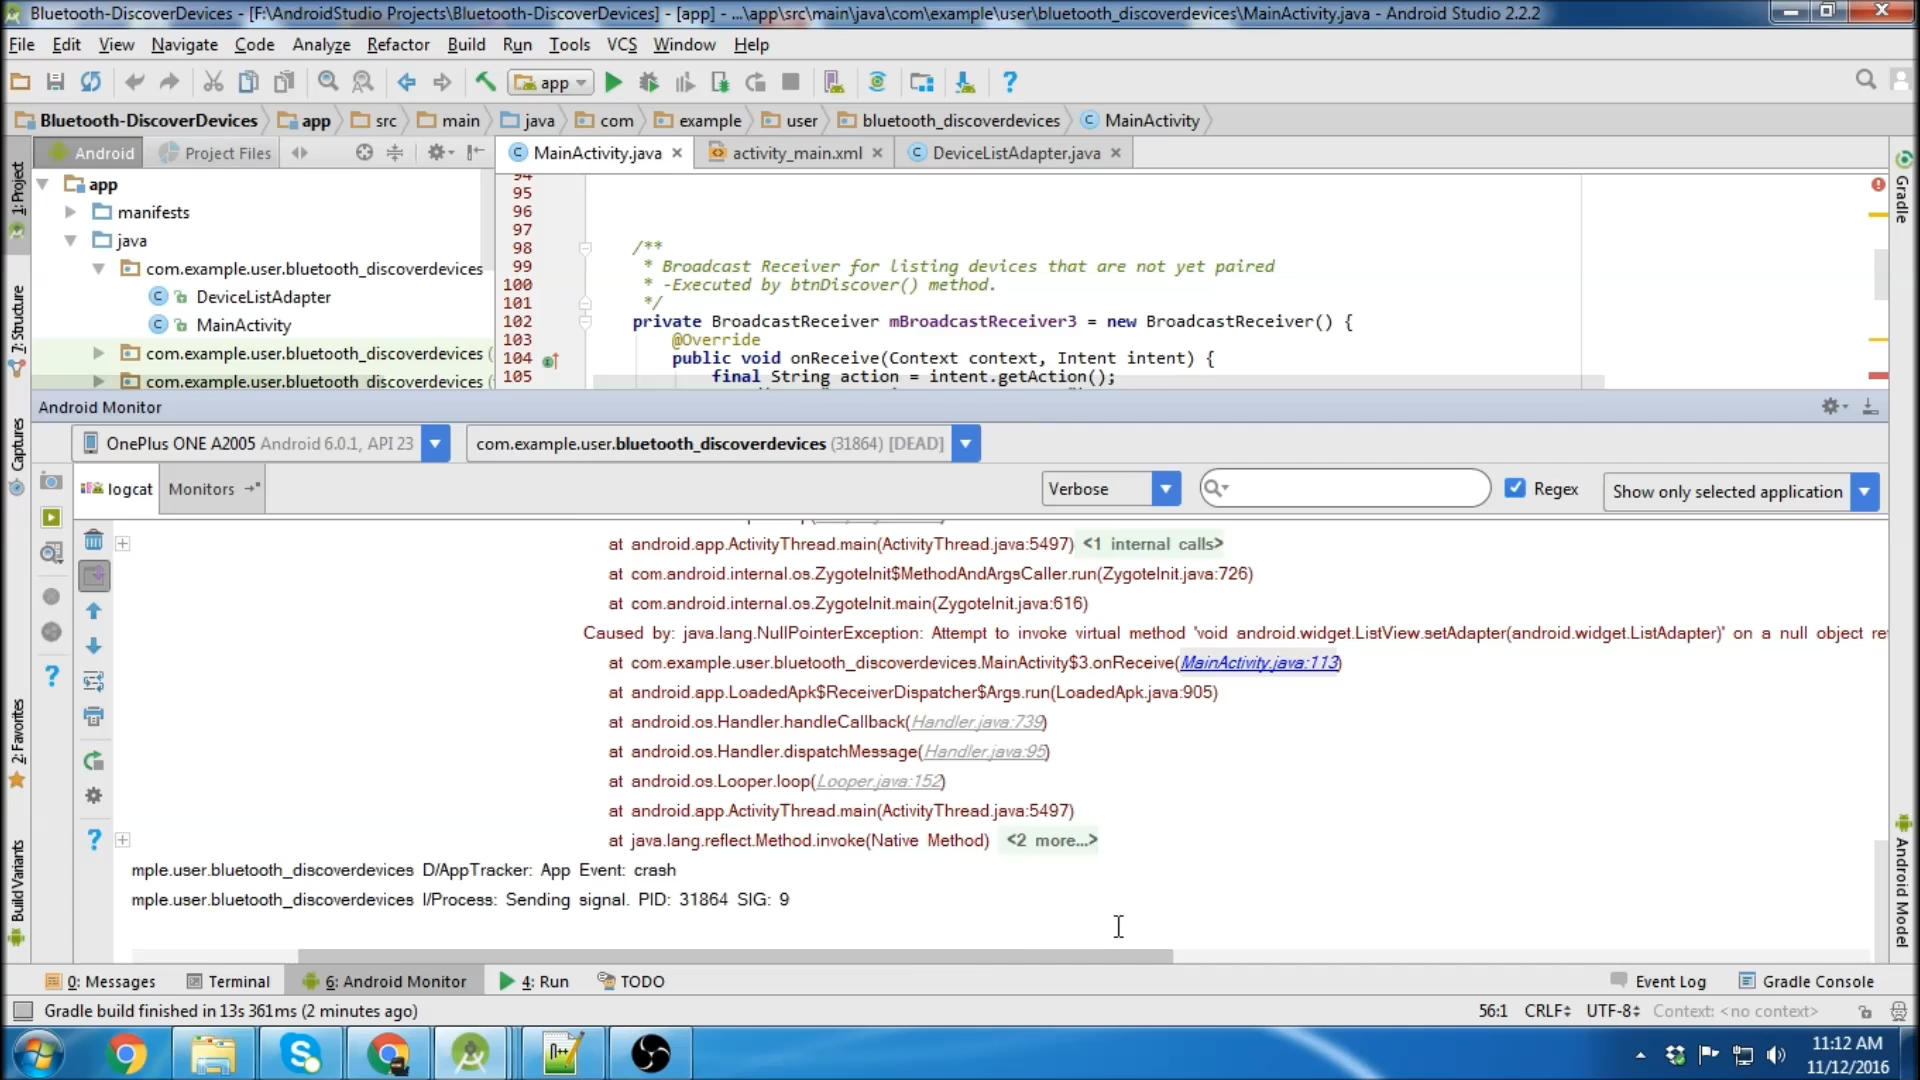 Bluetooth-DiscoverDevices - [F:\AndroidStudio Projects\Bluetooth-DiscoverDevices] - [app] - ...\app\src\main\java\com\example\user\bluetooth_discoverdevices\MainActivity.java - Android Studio 2.2.2
File Edit View Navigate Code Analyze Refactor Build Run Tools VCS Window Help
app
Bluetooth-DiscoverDevices app src main java com example user bluetooth_discoverdevices MainActivity
Android Project Files MainActivity.java activity_main.xml DeviceListAdapter.java
1: Project
7: Structure
Captures
2: Favorites
Build Variants
Gradle
Android Model
app
manifests
java
com.example.user.bluetooth_discoverdevices
DeviceListAdapter
MainActivity
com.example.user.bluetooth_discoverdevices (
com.example.user.bluetooth_discoverdevices (
94
95
96
97
98 /**
99 * Broadcast Receiver for listing devices that are not yet paired
100 * -Executed by btnDiscover() method.
101 */
102 private BroadcastReceiver mBroadcastReceiver3 = new BroadcastReceiver() {
103 @Override
104 public void onReceive(Context context, Intent intent) {
105 final String action = intent.getAction();
Android Monitor
OnePlus ONE A2005 Android 6.0.1, API 23 com.example.user.bluetooth_discoverdevices (31864) [DEAD]
logcat Monitors Verbose Regex Show only selected application
at android.app.ActivityThread.main(ActivityThread.java:5497) <1 internal calls>
at com.android.internal.os.ZygoteInit$MethodAndArgsCaller.run(ZygoteInit.java:726)
at com.android.internal.os.ZygoteInit.main(ZygoteInit.java:616)
Caused by: java.lang.NullPointerException: Attempt to invoke virtual method 'void android.widget.ListView.setAdapter(android.widget.ListAdapter)' on a null object re
at com.example.user.bluetooth_discoverdevices.MainActivity$3.onReceive(MainActivity.java:113)
at android.app.LoadedApk$ReceiverDispatcher$Args.run(LoadedApk.java:905)
at android.os.Handler.handleCallback(Handler.java:739)
at android.os.Handler.dispatchMessage(Handler.java:95)
at android.os.Looper.loop(Looper.java:152)
at android.app.ActivityThread.main(ActivityThread.java:5497)
at java.lang.reflect.Method.invoke(Native Method) <2 more...>
mple.user.bluetooth_discoverdevices D/AppTracker: App Event: crash
mple.user.bluetooth_discoverdevices I/Process: Sending signal. PID: 31864 SIG: 9
0: Messages Terminal 6: Android Monitor 4: Run TODO Event Log Gradle Console
Gradle build finished in 13s 361ms (2 minutes ago) 56:1 CRLF UTF-8 Context: <no context>
11:12 AM
11/12/2016